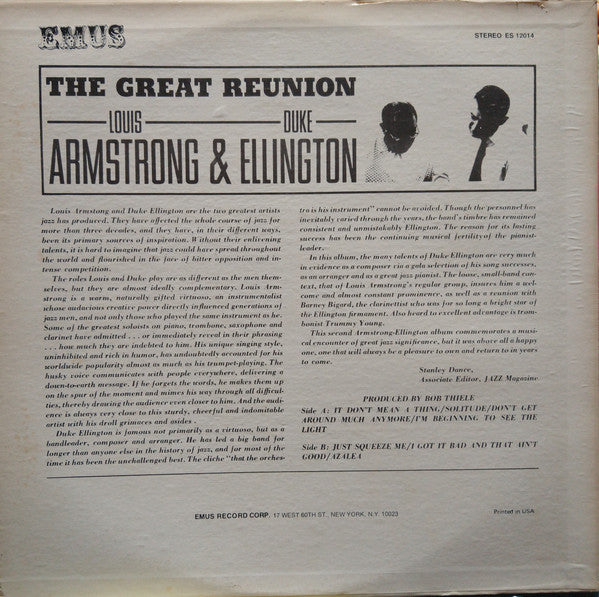 EMUS
STEREO ES 12014
THE GREAT REUNION
LOUIS DUKE
ARMSTRONG & ELLINGTON
Louis Armstong and Duke Ellington are the two greatest artists
jazz has produced. They have affected the whole course of jazz for
more than three decades, and they have, in their different ways,
been its primary sources of inspiration. Without their enlivening
talents, it is hard to imagine that jazz could have spread throughout
the world and flourished in the face of bitter opposition and in-
tense competition.
The roles Louis and Duke play are as different as the men them-
selves, but they are almost ideally complementary. Louis Arm-
strong is a warm, naturally gifted virtuoso, an instrumentalist
whose audacious creative power directly influenced generations of
jazz men, and not only those who played the same instrument as he.
Some of the greatest soloists on piano, trombone, saxophone and
clarinet have admitted . . . or immediately reveal in their phrasing
. . . how much they are indebted to him. His unique singing style,
uninhibited and rich in humor, has undoubtedly accounted for his
worldwide popularity almost as much as his trumpet-playing. The
husky voice communicates with people everywhere, delivering a
down-to-earth message. If he forgets the words, he makes them up
on the spur of the moment and mimes his way through all difficul-
ties, thereby drawing the audience even closer to him. And the audi-
ence is always very close to this sturdy, cheerful and indomitable
artist with his droll grimaces and asides .
Duke Ellington is famous not primarily as a virtuoso, but as a
bandleader, composer and arranger. He has led a big band for
longer than anyone else in the history of jazz, and for most of the
time it has been the unchallenged best. The cliche "that the orches-
tra is his instrument" cannot be avoided. Though the personnel has
inevitably varied through the years, the band's timbre has remained
consistent and unmistakably Ellington. The reason for its lasting
success has been the continuing musical fertility of the pianist-
leader.
In this album, the many talents of Duke Ellington are very much
in evidence as a composer via a gala selection of his song successes,
as an arranger and as a great jazz pianist. The loose, small-band con-
text, that of Louis Armstrong's regular group, insures him a wel-
come and almost constant prominence, as well as a reunion with
Barney Bigard, the clarinettist who was for so long a bright star of
the Ellington firmament. Also heard to excellent advantage is trom-
bonist Trummy Young.
This second Armstrong-Ellington album commemorates a musi-
cal encounter of great jazz significance, but it was above all a happy
one, one that will always be a pleasure to own and return to in years
to come.
Stanley Dance,
Associate Editor, JAZZ Magazine
PRODUCED BY BOB THIELE
Side A: IT DON'T MEAN A THING/SOLITUDE/DON'T GET
AROUND MUCH ANYMORE/I'M BEGINNING TO SEE THE
LIGHT
Side B: JUST SQUEEZE ME/I GOT IT BAD AND THAT AIN'T
GOOD/AZALEA
EMUS RECORD CORP. 17 WEST 60TH ST., NEW YORK, N.Y. 10023
Printed in USA